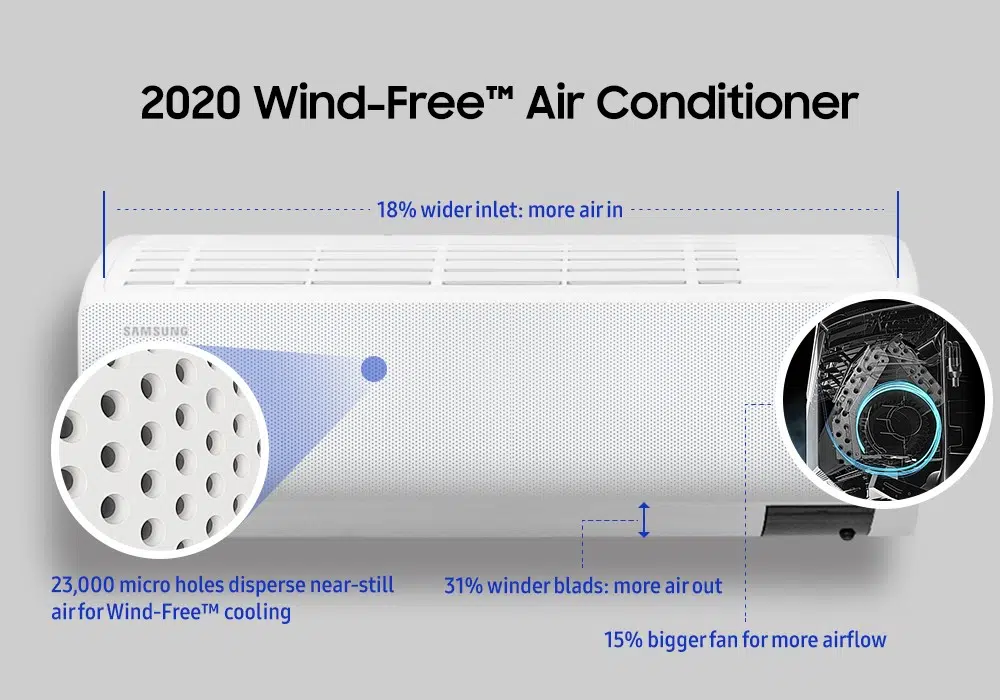 2020 Wind-Free™ Air Conditioner
18% wider inlet: more air in
SAMSUNG
23,000 micro holes disperse near-still
air for Wind-Free™ cooling
31% winder blads: more air out
15% bigger fan for more airflow